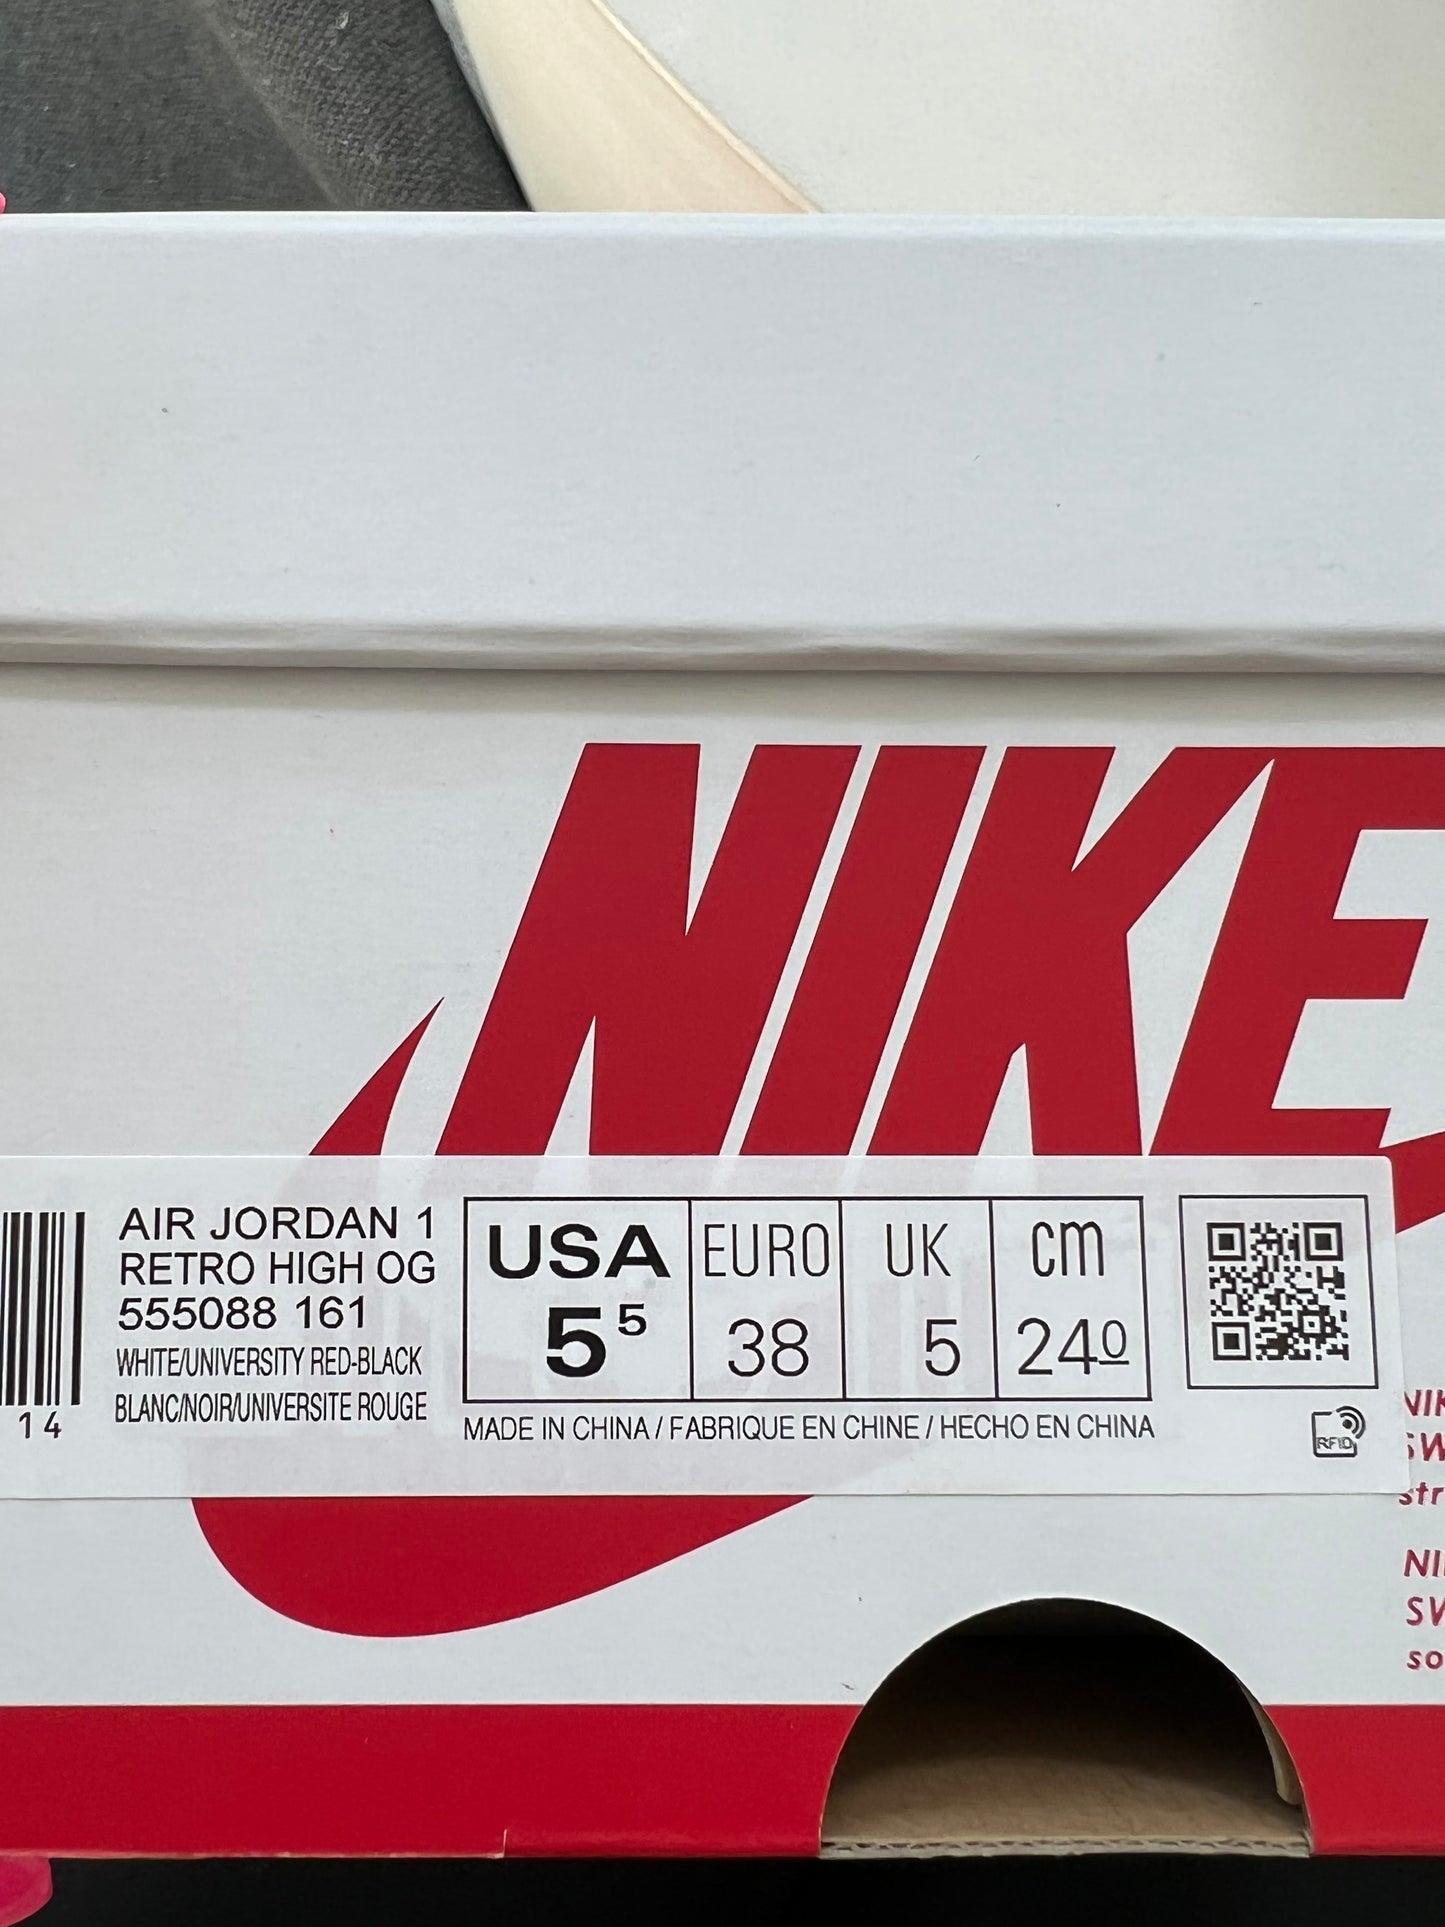 NIKE
AIR JORDAN 1
RETRO HIGH OG
555088 161
WHITE/UNIVERSITY RED-BLACK
BLANC/NOIR/UNIVERSITE ROUGE
14
USA EURO UK cm
5⁵ 38 5 24⁰
MADE IN CHINA / FABRIQUE EN CHINE / HECHO EN CHINA
RFID